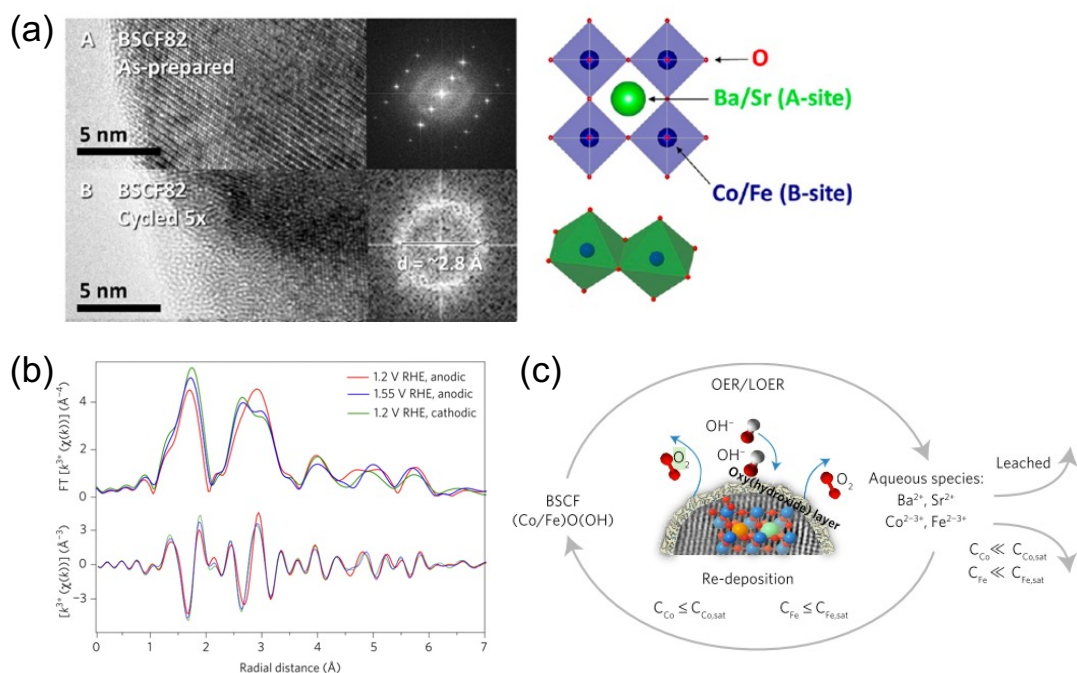 (a)
A BSCF82
As-prepared
5 nm
B BSCF82
Cycled 5x
5 nm
d = ~2.8 Å
O
Ba/Sr (A-site)
Co/Fe (B-site)
(b)
FT [k³*(χ(k))] (Å⁻⁴)
4
2
0
1.2 V RHE, anodic
1.55 V RHE, anodic
1.2 V RHE, cathodic
[k³*(χ(k))] (Å⁻³)
3
0
−3
0 1 2 3 4 5 6 7
Radial distance (Å)
(c)
OER/LOER
OH⁻
OH⁻
O₂
O₂
Oxy(hydroxide) layer
BSCF
(Co/Fe)O(OH)
Aqueous species:
Ba²⁺, Sr²⁺
Co²⁻³⁺, Fe²⁻³⁺
Leached
C_Co ≪ C_Co,sat
C_Fe ≪ C_Fe,sat
Re-deposition
C_Co ≤ C_Co,sat C_Fe ≤ C_Fe,sat